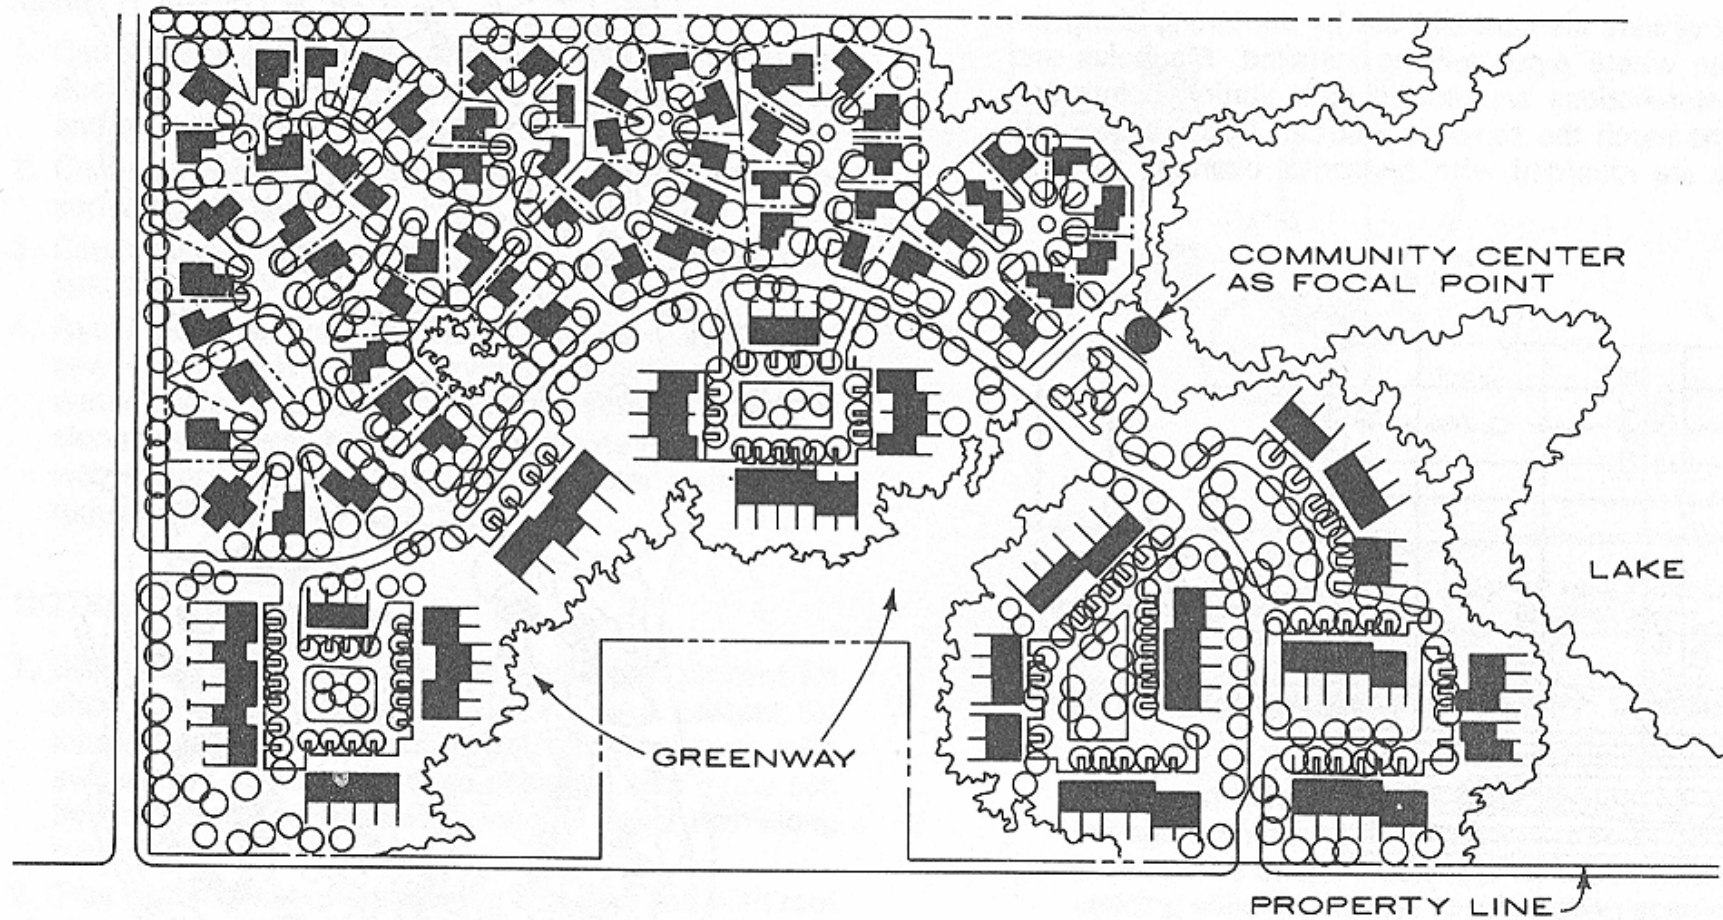 COMMUNITY CENTER
AS FOCAL POINT
LAKE
GREENWAY
PROPERTY LINE